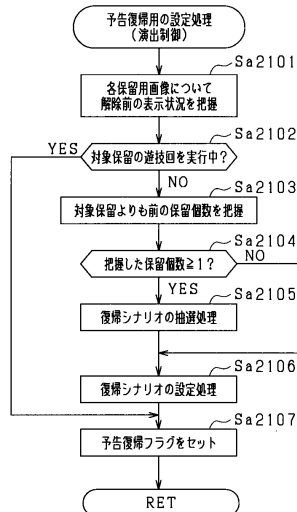 予告復帰用の設定処理
(演出制御)
Sa2101
各保留用画像について
解除前の表示状況を把握
Sa2102
YES
対象保留の遊技回を実行中?
NO
Sa2103
対象保留よりも前の保留個数を把握
Sa2104
把握した保留個数≧1?
NO
YES
Sa2105
復帰シナリオの抽選処理
Sa2106
復帰シナリオの設定処理
Sa2107
予告復帰フラグをセット
RET